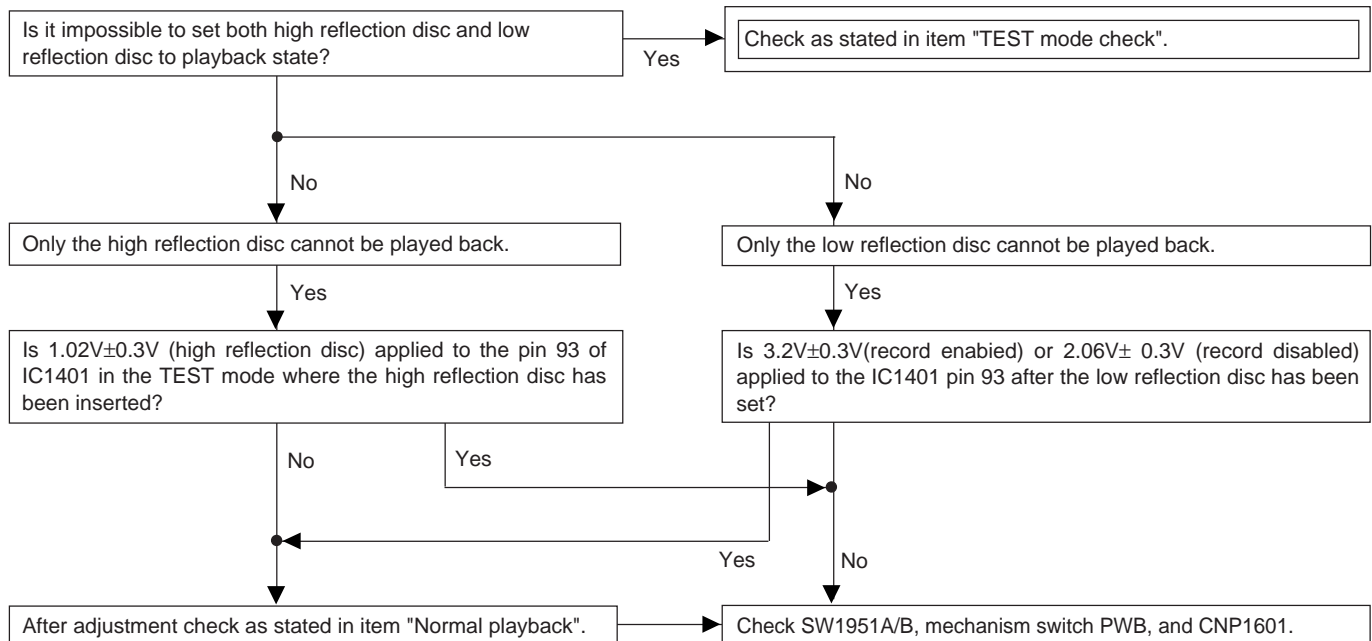 Is it impossible to set both high reflection disc and low
reflection disc to playback state?
Yes
Check as stated in item "TEST mode check".
No
No
Only the high reflection disc cannot be played back.
Only the low reflection disc cannot be played back.
Yes
Yes
Is 1.02V±0.3V (high reflection disc) applied to the pin 93 of
IC1401 in the TEST mode where the high reflection disc has
been inserted?
Is 3.2V±0.3V(record enabied) or 2.06V± 0.3V (record disabled)
applied to the IC1401 pin 93 after the low reflection disc has been
set?
No
Yes
Yes
No
After adjustment check as stated in item "Normal playback".
Check SW1951A/B, mechanism switch PWB, and CNP1601.